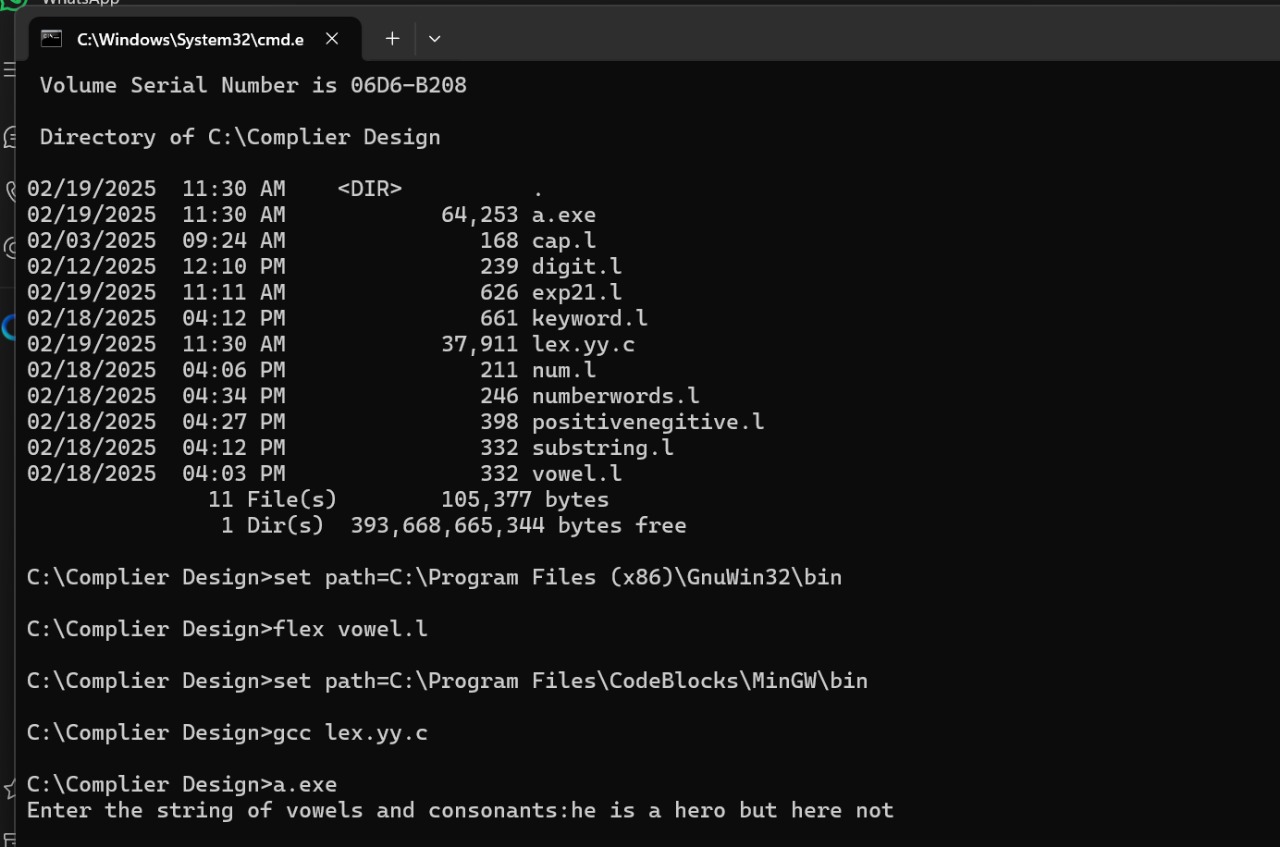 WhatsApp
C:\Windows\System32\cmd.e
Volume Serial Number is 06D6-B208
Directory of C:\Complier Design
02/19/2025  11:30 AM    <DIR>          .
02/19/2025  11:30 AM            64,253 a.exe
02/03/2025  09:24 AM               168 cap.l
02/12/2025  12:10 PM               239 digit.l
02/19/2025  11:11 AM               626 exp21.l
02/18/2025  04:12 PM               661 keyword.l
02/19/2025  11:30 AM            37,911 lex.yy.c
02/18/2025  04:06 PM               211 num.l
02/18/2025  04:34 PM               246 numberwords.l
02/18/2025  04:27 PM               398 positivenegitive.l
02/18/2025  04:12 PM               332 substring.l
02/18/2025  04:03 PM               332 vowel.l
11 File(s)        105,377 bytes
1 Dir(s)  393,668,665,344 bytes free
C:\Complier Design>set path=C:\Program Files (x86)\GnuWin32\bin
C:\Complier Design>flex vowel.l
C:\Complier Design>set path=C:\Program Files\CodeBlocks\MinGW\bin
C:\Complier Design>gcc lex.yy.c
C:\Complier Design>a.exe
Enter the string of vowels and consonants:he is a hero but here not